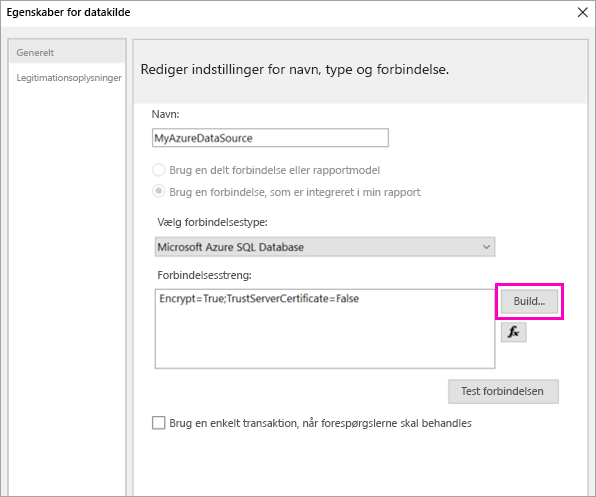 Egenskaber for datakilde
Generelt
Legitimationsoplysninger
Rediger indstillinger for navn, type og forbindelse.
Navn:
MyAzureDataSource
Brug en delt forbindelse eller rapportmodel
Brug en forbindelse, som er integreret i min rapport
Vælg forbindelsestype:
Microsoft Azure SQL Database
Forbindelsesstreng:
Encrypt=True;TrustServerCertificate=False
Build...
fx
Test forbindelsen
Brug en enkelt transaktion, når forespørgslerne skal behandles